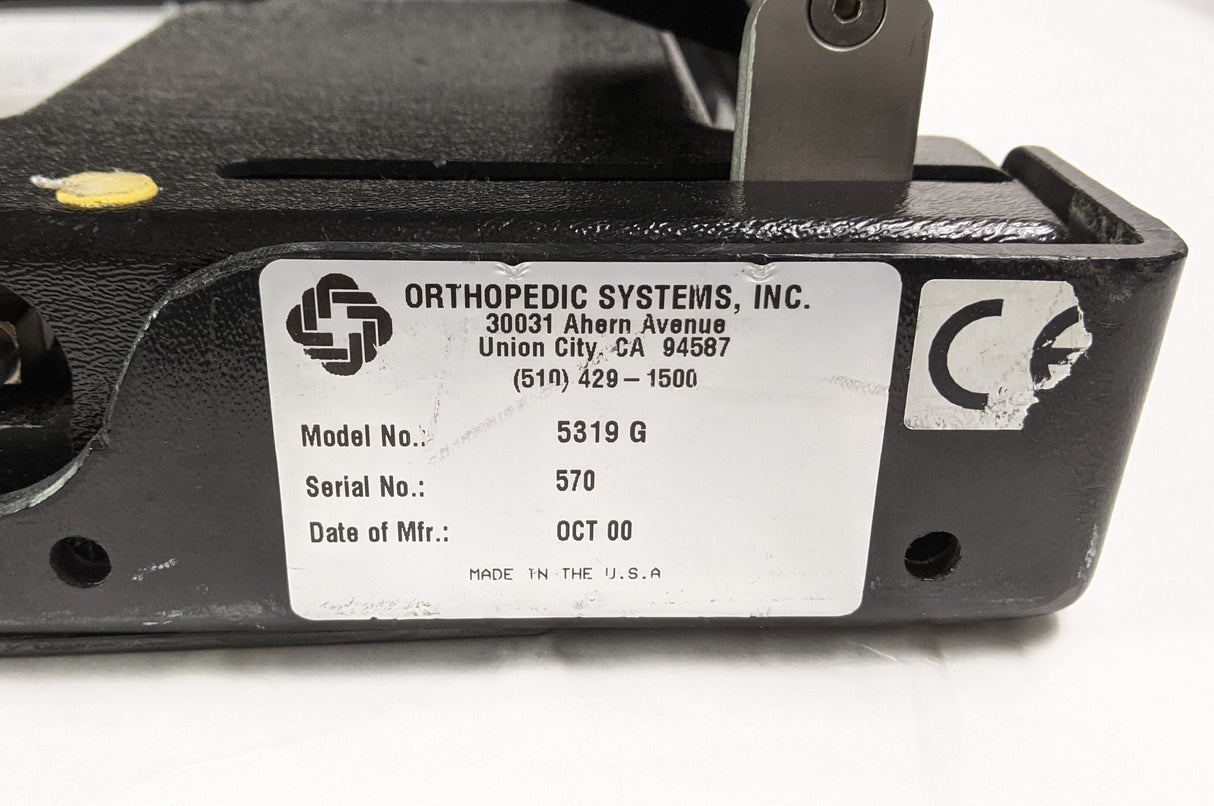 ORTHOPEDIC SYSTEMS, INC.
30031 Ahern Avenue
Union City, CA 94587
(510) 429-1500
Model No.: 5319 G
Serial No.: 570
Date of Mfr.: OCT 00
MADE IN THE U.S.A
CE